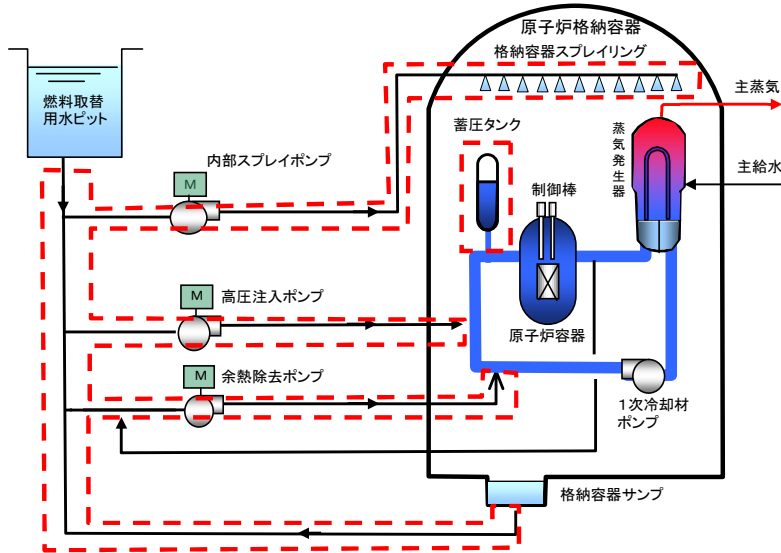 原子炉格納容器
格納容器スプレイリング
燃料取替
用水ピット
主蒸気
蓄圧タンク
蒸気発生器
内部スプレイポンプ
M
制御棒
主給水
M
高圧注入ポンプ
原子炉容器
M
余熱除去ポンプ
1次冷却材
ポンプ
格納容器サンプ